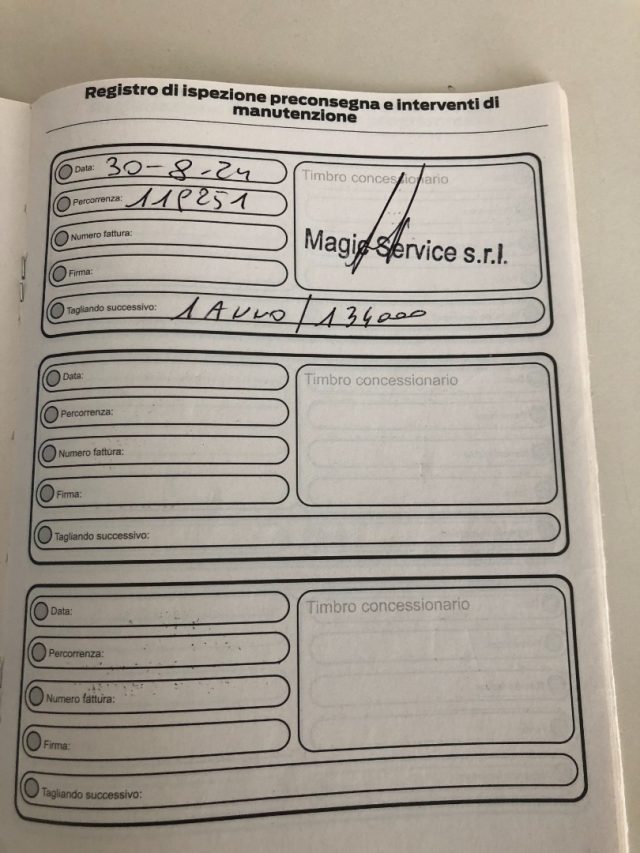 Registro di ispezione preconsegna e interventi di
manutenzione
Data: 30-8-24
Timbro concessionario
Percorrenza: 119251
Numero fattura:
Magic Service s.r.l.
Firma:
Tagliando successivo: 1 ANNO / 134000
Data:
Timbro concessionario
Percorrenza:
Numero fattura:
Firma:
Tagliando successivo:
Data:
Timbro concessionario
Percorrenza:
Numero fattura:
Firma:
Tagliando successivo: